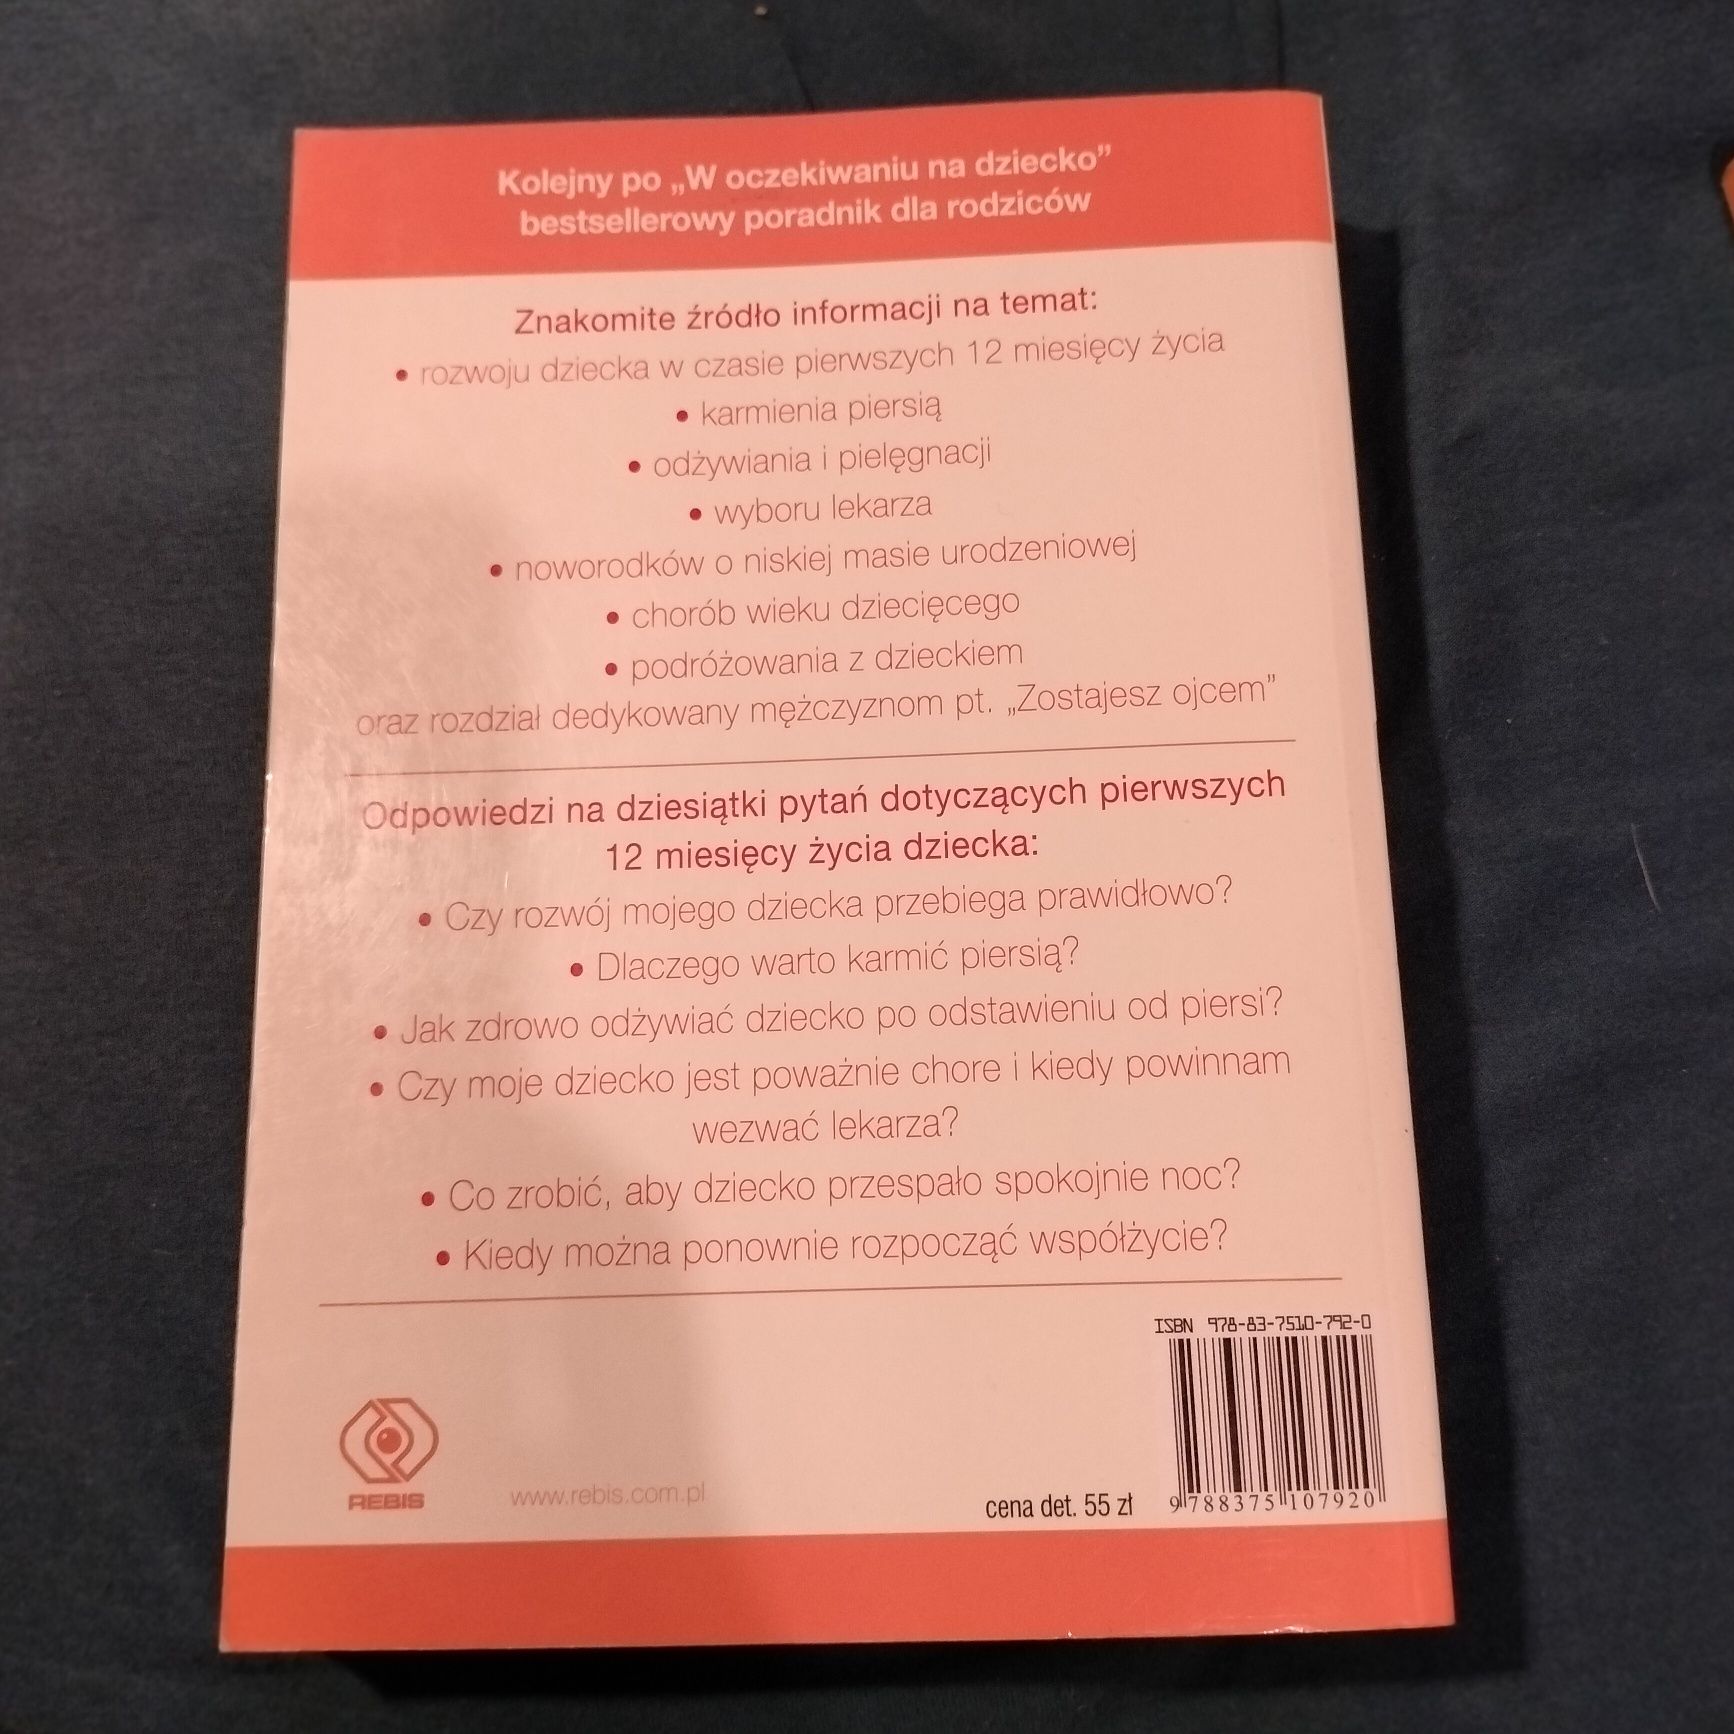 Kolejny po „W oczekiwaniu na dziecko”
bestsellerowy poradnik dla rodziców
Znakomite źródło informacji na temat:
• rozwoju dziecka w czasie pierwszych 12 miesięcy życia
• karmienia piersią
• odżywiania i pielęgnacji
• wyboru lekarza
• noworodków o niskiej masie urodzeniowej
• chorób wieku dziecięcego
• podróżowania z dzieckiem
oraz rozdział dedykowany mężczyznom pt. „Zostajesz ojcem”
Odpowiedzi na dziesiątki pytań dotyczących pierwszych
12 miesięcy życia dziecka:
• Czy rozwój mojego dziecka przebiega prawidłowo?
• Dlaczego warto karmić piersią?
• Jak zdrowo odżywiać dziecko po odstawieniu od piersi?
• Czy moje dziecko jest poważnie chore i kiedy powinnam
wezwać lekarza?
• Co zrobić, aby dziecko przespało spokojnie noc?
• Kiedy można ponownie rozpocząć współżycie?
ISBN 978-83-7510-792-0
REBIS
www.rebis.com.pl
cena det. 55 zł
9 788375 107920